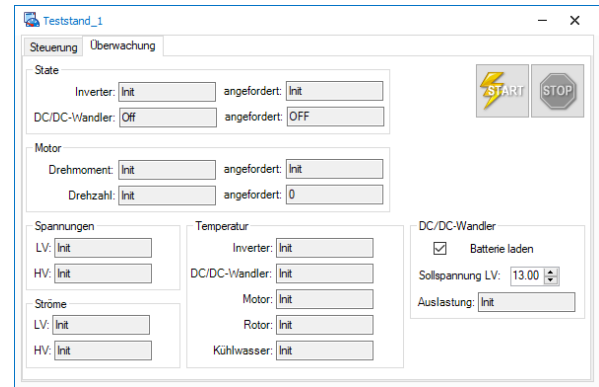 Teststand_1
Steuerung Überwachung
State
Inverter: Init angefordert: Init
DC/DC-Wandler: Off angefordert: OFF
START STOP
Motor
Drehmoment: Init angefordert: Init
Drehzahl: Init angefordert: 0
Spannungen
LV: Init
HV: Init
Ströme
LV: Init
HV: Init
Temperatur
Inverter: Init
DC/DC-Wandler: Init
Motor: Init
Rotor: Init
Kühlwasser: Init
DC/DC-Wandler
Batterie laden
Sollspannung LV: 13.00
Auslastung: Init